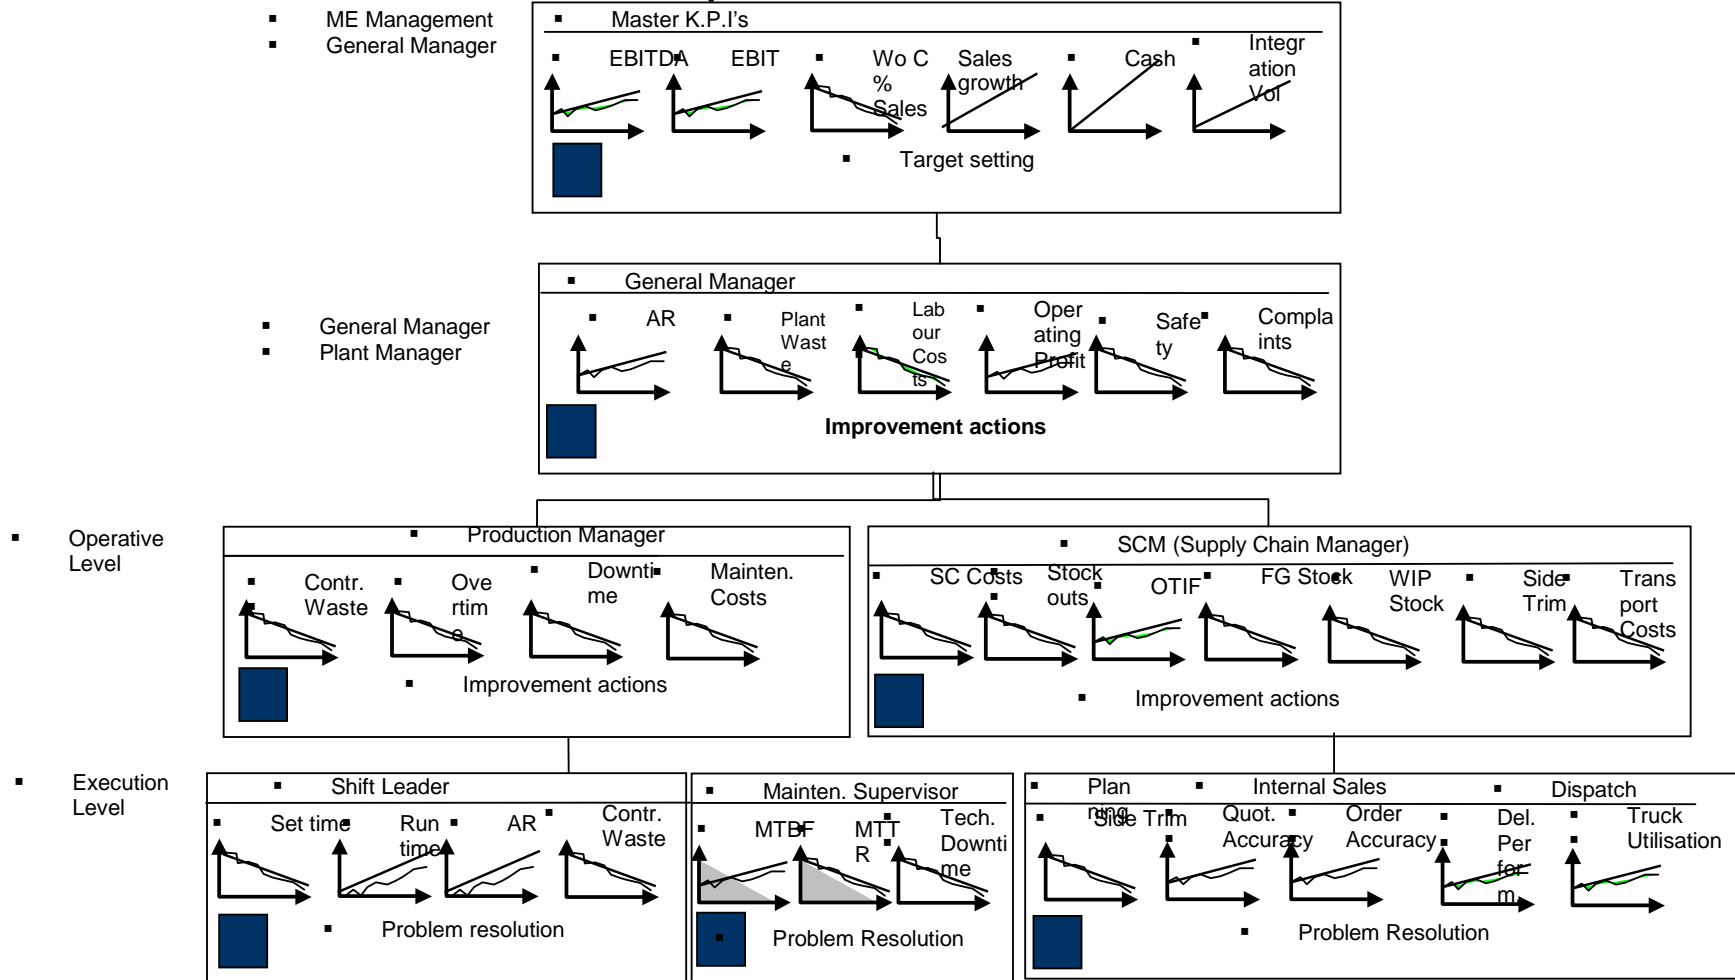 ▪ ME Management
▪ General Manager
▪ Master K.P.I's
▪ EBITDA
▪ EBIT
▪ Wo C
%
Sales
Sales
growth
▪ Cash
▪ Integr
ation
Vol
▪ Target setting
▪ General Manager
▪ Plant Manager
▪ General Manager
▪ AR
▪ Plant
Wast
e
▪ Lab
our
Cos
ts
▪ Oper
ating
Profit
▪ Safe
ty
▪ Compla
ints
Improvement actions
▪ Operative
Level
▪ Production Manager
▪ Contr.
Waste
▪ Ove
rtim
e
▪ Downti
me
▪ Mainten.
Costs
▪ Improvement actions
▪ SCM (Supply Chain Manager)
▪ SC Costs
▪ Stock
outs
▪ OTIF
▪ FG Stock
▪ WIP
Stock
▪ Side
Trim
▪ Trans
port
Costs
▪ Improvement actions
▪ Execution
Level
▪ Shift Leader
▪ Set time
▪ Run
time
▪ AR
▪ Contr.
Waste
▪ Problem resolution
▪ Mainten. Supervisor
▪ MTBF
▪ MTT
R
▪ Tech.
Downti
me
▪ Problem Resolution
▪ Plan
ning
▪ Internal Sales
▪ Dispatch
▪ Side Trim
▪ Quot.
Accuracy
▪ Order
Accuracy
▪ Del.
Per
for
m.
▪ Truck
Utilisation
▪ Problem Resolution